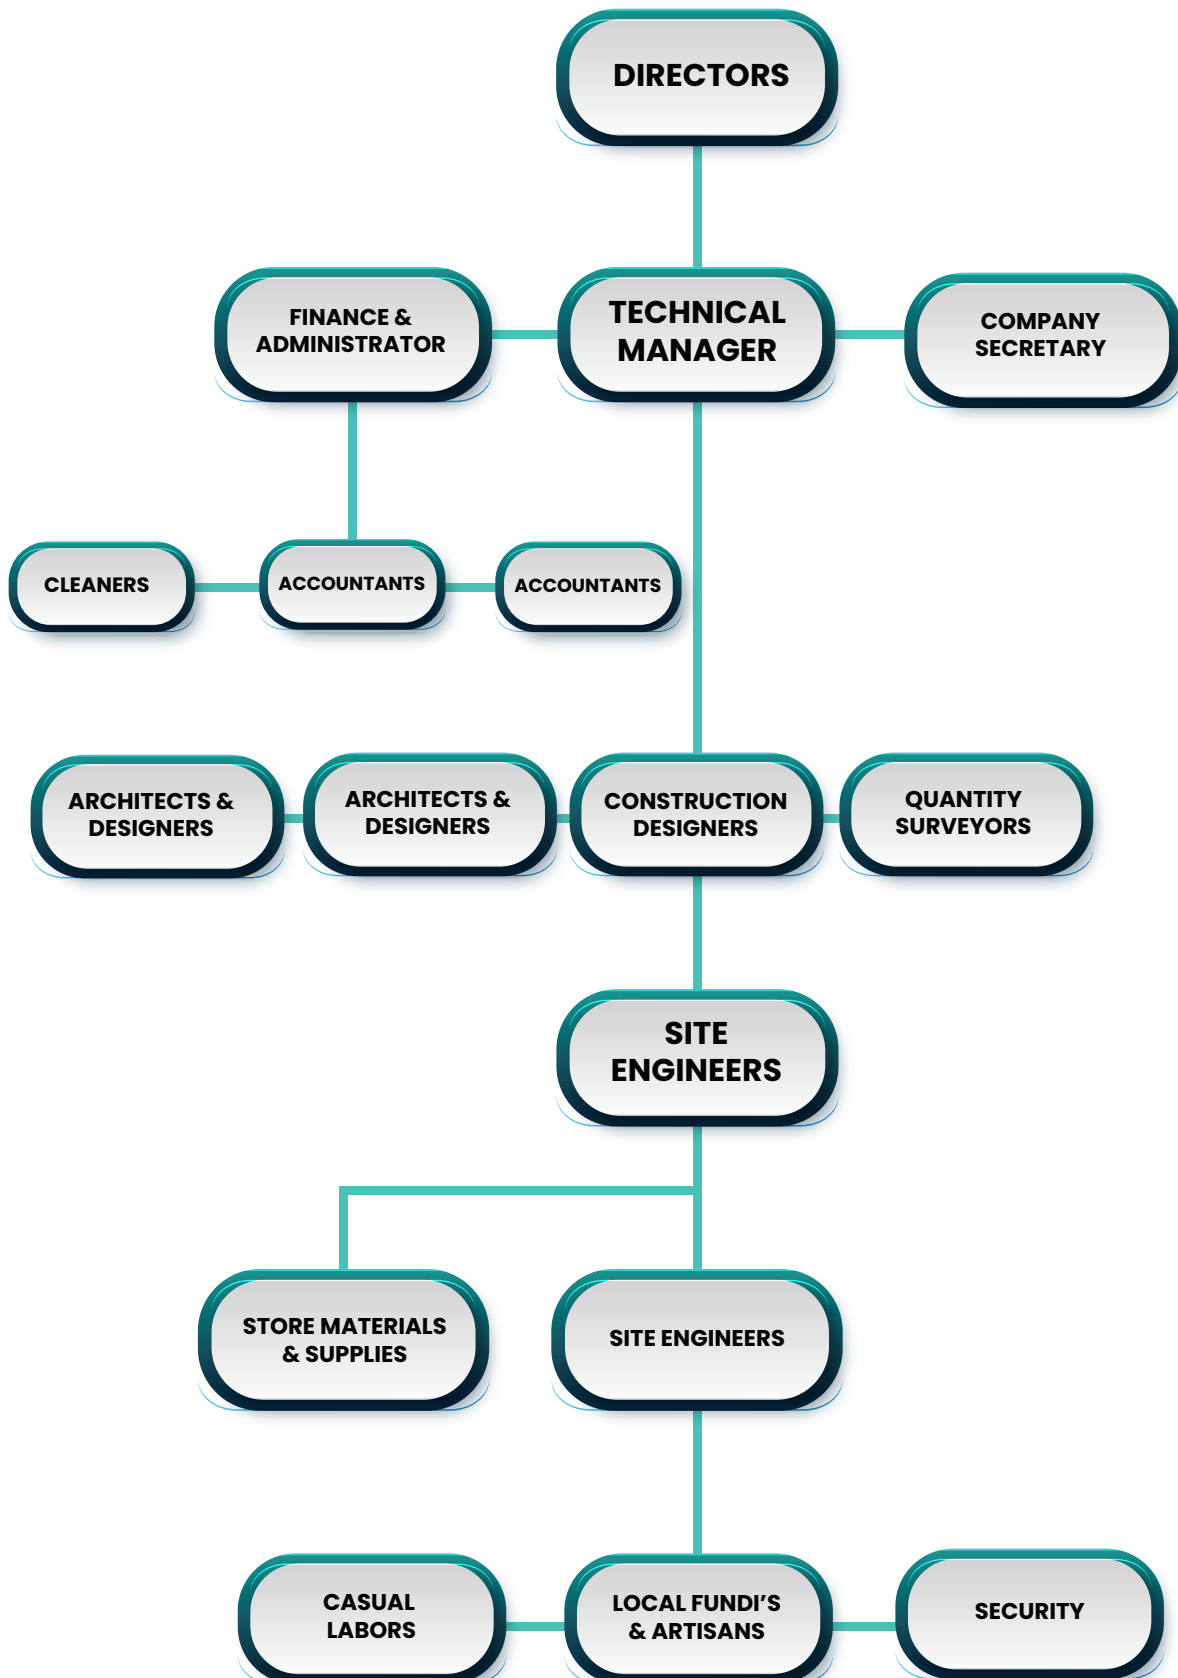 DIRECTORS
FINANCE &
ADMINISTRATOR
TECHNICAL
MANAGER
COMPANY
SECRETARY
CLEANERS
ACCOUNTANTS
ACCOUNTANTS
ARCHITECTS &
DESIGNERS
ARCHITECTS &
DESIGNERS
CONSTRUCTION
DESIGNERS
QUANTITY
SURVEYORS
SITE
ENGINEERS
STORE MATERIALS
& SUPPLIES
SITE ENGINEERS
CASUAL
LABORS
LOCAL FUNDI’S
& ARTISANS
SECURITY